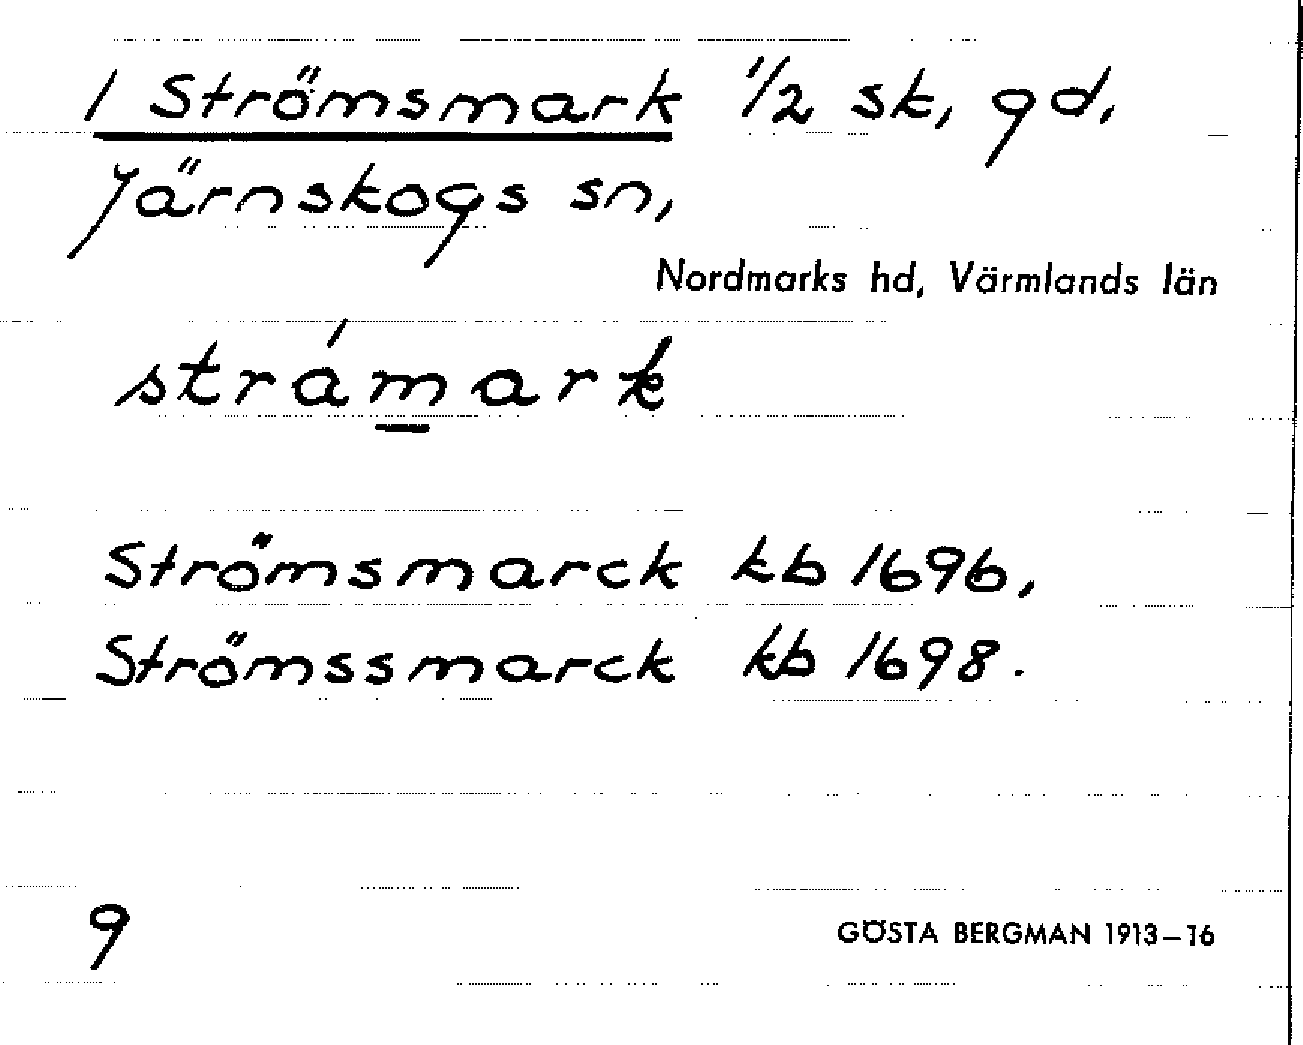 1 Strömsmark 1/2 sk, gd,
Järnskogs sn,
Nordmarks hd, Värmlands län
strámark
Strömsmarck kb 1696,
Strömssmarck kb 1698.
9
GÖSTA BERGMAN 1913–16